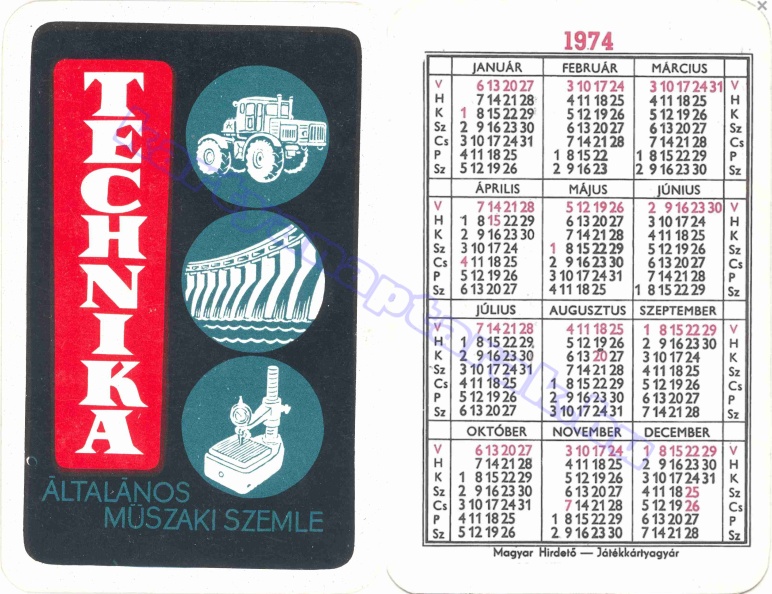 TECHNIKA
ÁLTALÁNOS
MŰSZAKI SZEMLE
1974
JANUÁR FEBRUÁR MÁRCIUS
V 6 13 20 27 3 10 17 24 3 10 17 24 31 V
H 7 14 21 28 4 11 18 25 4 11 18 25 H
K 1 8 15 22 29 5 12 19 26 5 12 19 26 K
Sz 2 9 16 23 30 6 13 20 27 6 13 20 27 Sz
Cs 3 10 17 24 31 7 14 21 28 7 14 21 28 Cs
P 4 11 18 25 1 8 15 22 1 8 15 22 29 P
Sz 5 12 19 26 2 9 16 23 2 9 16 23 30 Sz
ÁPRILIS MÁJUS JÚNIUS
V 7 14 21 28 5 12 19 26 2 9 16 23 30 V
H 1 8 15 22 29 6 13 20 27 3 10 17 24 H
K 2 9 16 23 30 7 14 21 28 4 11 18 25 K
Sz 3 10 17 24 1 8 15 22 29 5 12 19 26 Sz
Cs 4 11 18 25 2 9 16 23 30 6 13 20 27 Cs
P 5 12 19 26 3 10 17 24 31 7 14 21 28 P
Sz 6 13 20 27 4 11 18 25 1 8 15 22 29 Sz
JÚLIUS AUGUSZTUS SZEPTEMBER
V 7 14 21 28 4 11 18 25 1 8 15 22 29 V
H 1 8 15 22 29 5 12 19 26 2 9 16 23 30 H
K 2 9 16 23 30 6 13 20 27 3 10 17 24 K
Sz 3 10 17 24 31 7 14 21 28 4 11 18 25 Sz
Cs 4 11 18 25 1 8 15 22 29 5 12 19 26 Cs
P 5 12 19 26 2 9 16 23 30 6 13 20 27 P
Sz 6 13 20 27 3 10 17 24 31 7 14 21 28 Sz
OKTÓBER NOVEMBER DECEMBER
V 6 13 20 27 3 10 17 24 1 8 15 22 29 V
H 7 14 21 28 4 11 18 25 2 9 16 23 30 H
K 1 8 15 22 29 5 12 19 26 3 10 17 24 31 K
Sz 2 9 16 23 30 6 13 20 27 4 11 18 25 Sz
Cs 3 10 17 24 31 7 14 21 28 5 12 19 26 Cs
P 4 11 18 25 1 8 15 22 29 6 13 20 27 P
Sz 5 12 19 26 2 9 16 23 30 7 14 21 28 Sz
Magyar Hirdető — Játékkártyagyár